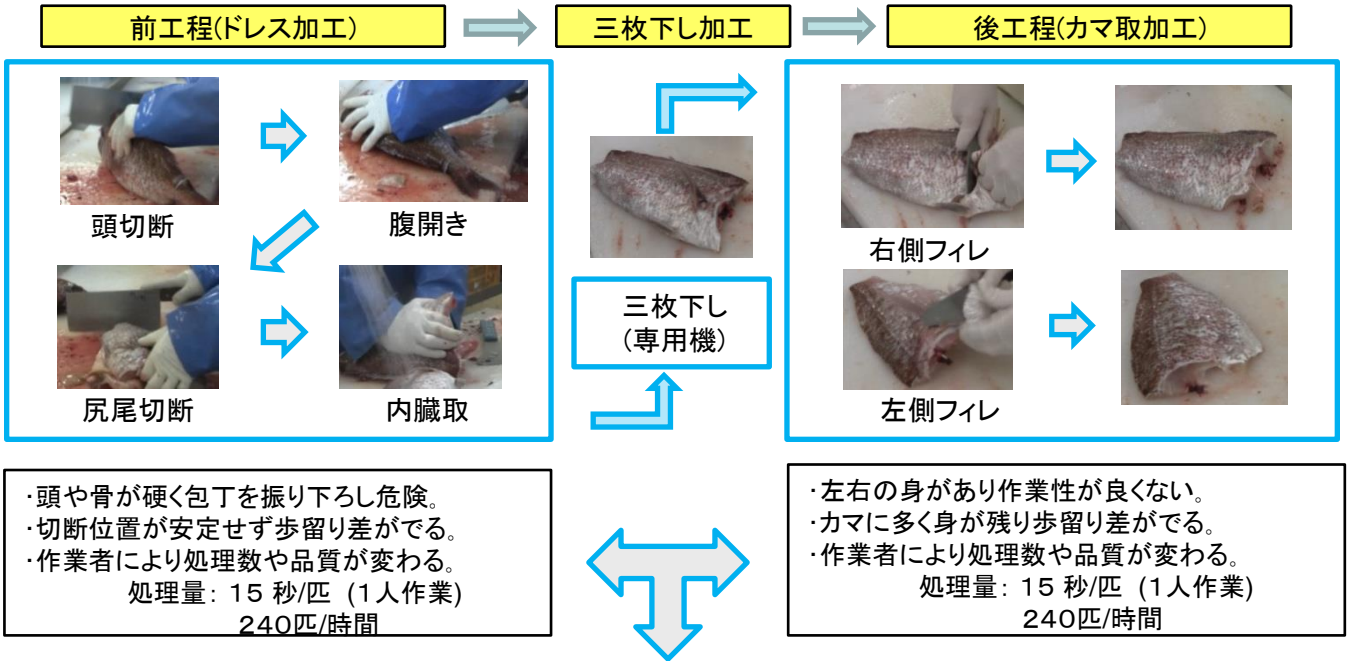 前工程(ドレス加工)
三枚下し加工
後工程(カマ取加工)
頭切断
腹開き
尻尾切断
内臓取
三枚下し
(専用機)
右側フィレ
左側フィレ
・頭や骨が硬く包丁を振り下ろし危険。
・切断位置が安定せず歩留り差がでる。
・作業者により処理数や品質が変わる。
処理量: 15 秒/匹 (1人作業)
240匹/時間
・左右の身があり作業性が良くない。
・カマに多く身が残り歩留り差がでる。
・作業者により処理数や品質が変わる。
処理量: 15 秒/匹 (1人作業)
240匹/時間